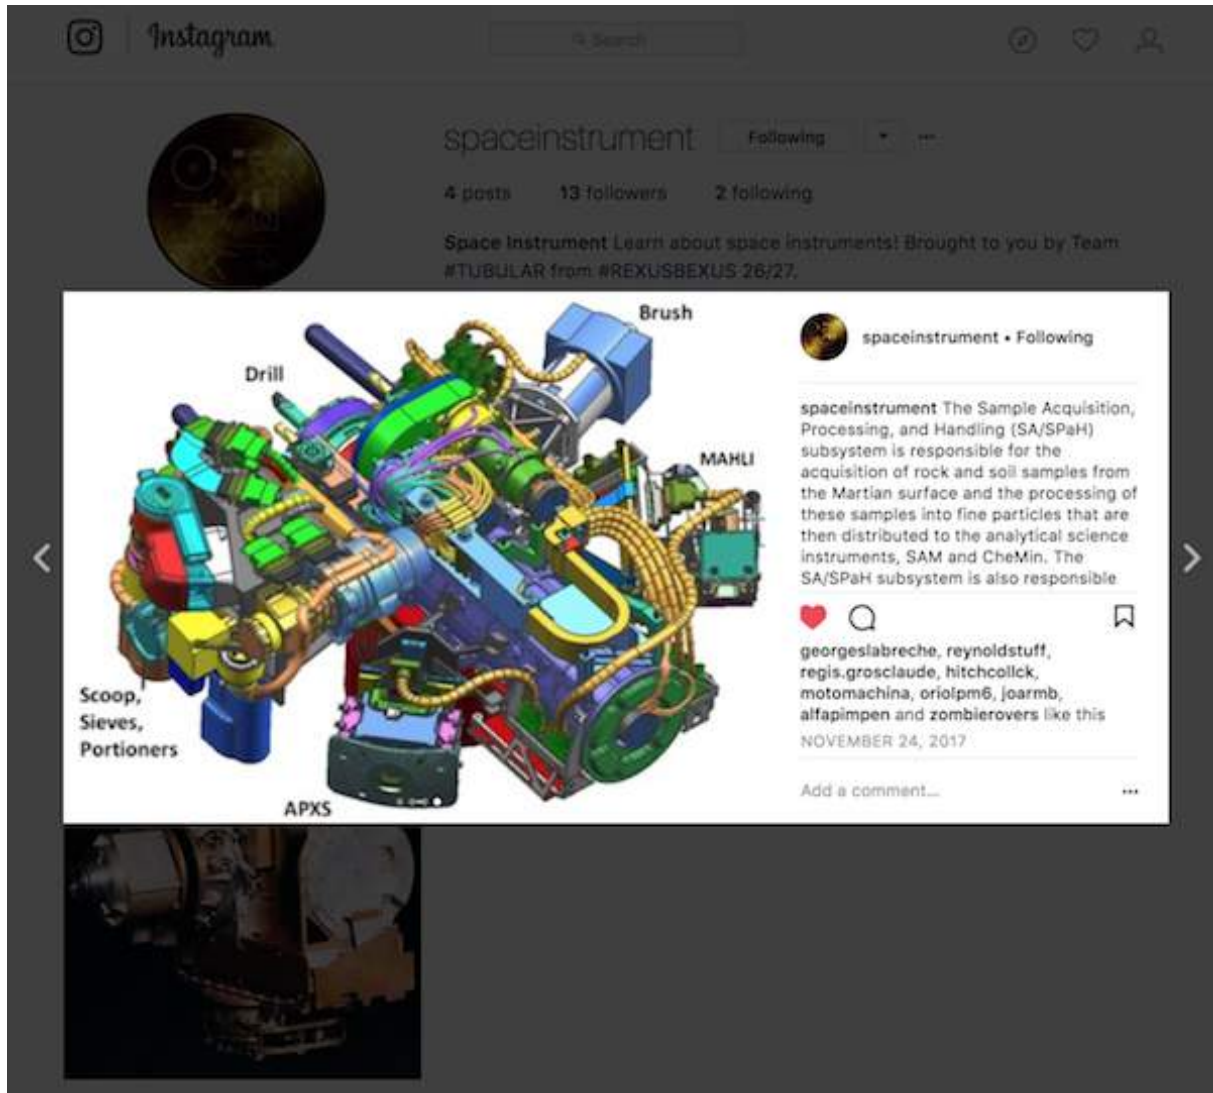 Instagram
Search
spaceinstrument Following
4 posts 13 followers 2 following
Space Instrument Learn about space instruments! Brought to you by Team
#TUBULAR from #REXUSBEXUS 26/27.
Brush
Drill
MAHLI
Scoop,
Sieves,
Portioners
APXS
spaceinstrument • Following
spaceinstrument The Sample Acquisition,
Processing, and Handling (SA/SPaH)
subsystem is responsible for the
acquisition of rock and soil samples from
the Martian surface and the processing of
these samples into fine particles that are
then distributed to the analytical science
instruments, SAM and CheMin. The
SA/SPaH subsystem is also responsible
georgeslabreche, reynoldstuff,
regis.grosclaude, hitchcollck,
motomachina, oriolpm6, joarmb,
alfapimpen and zombierovers like this
NOVEMBER 24, 2017
Add a comment...